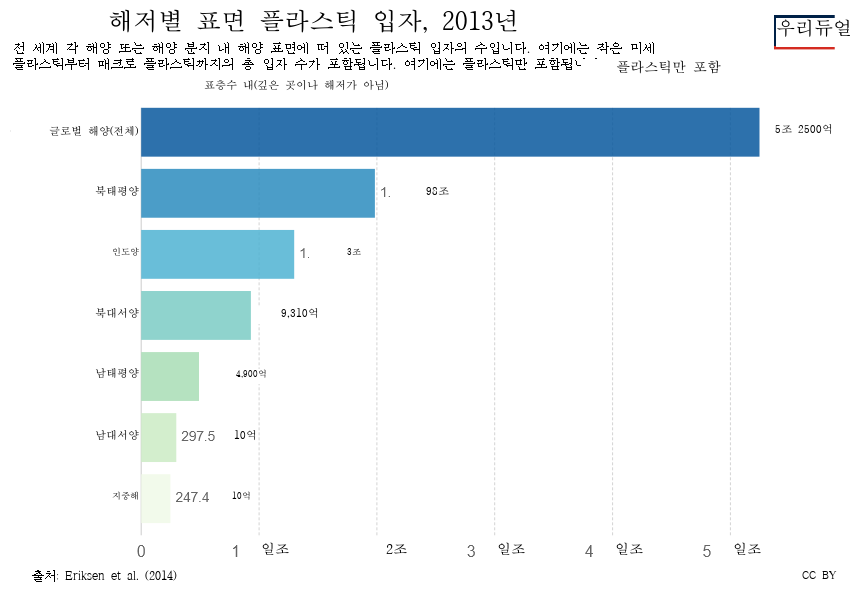 해저별 표면 플라스틱 입자, 2013년
우리듀얼
전 세계 각 해양 또는 해양 분지 내 해양 표면에 떠 있는 플라스틱 입자의 수입니다. 여기에는 작은 미세
플라스틱부터 매크로 플라스틱까지의 총 입자 수가 포함됩니다. 여기에는 플라스틱만 포함됩니 플라스틱만 포함
표층수 내(깊은 곳이나 해저가 아님)
글로벌 해양(전체) 5조 2500억
북태평양 1. 98조
인도양 1. 3조
북대서양 9,310억
남태평양 4,900억
남대서양 297.5 10억
지중해 247.4 10억
0 1 일조 2조 3 일조 4 일조 5 일조
출처: Eriksen et al. (2014)
CC BY